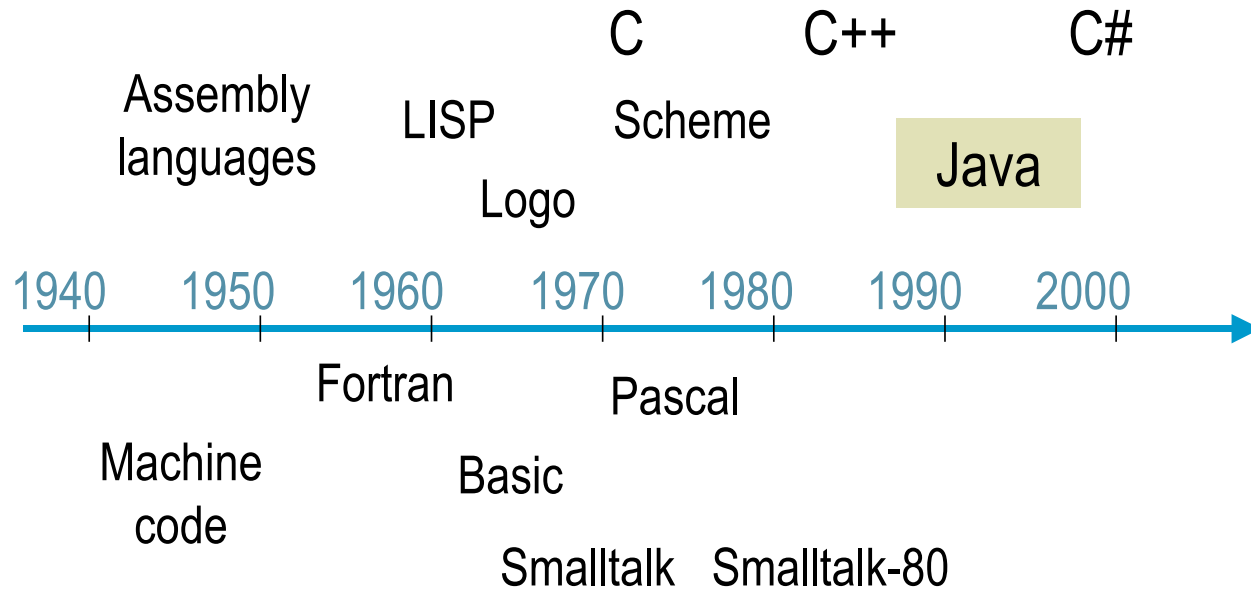 C C++ C#
Assembly
languages
LISP Scheme
Java
Logo
1940 1950 1960 1970 1980 1990 2000
Fortran Pascal
Machine
code
Basic
Smalltalk Smalltalk-80